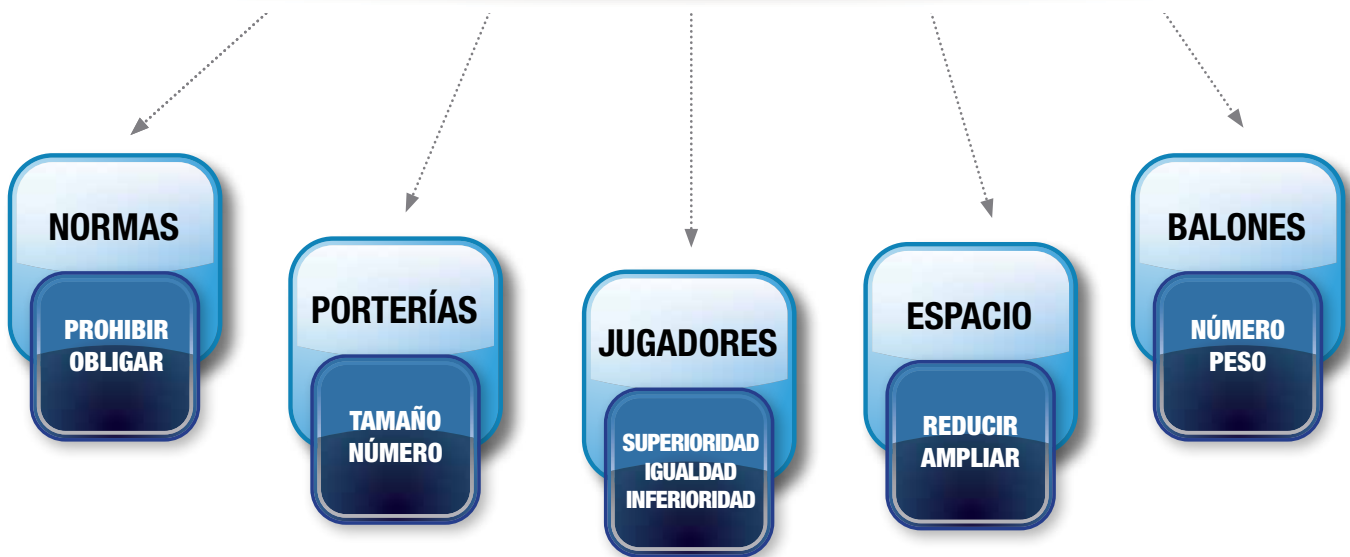 NORMAS
PROHIBIR
OBLIGAR
PORTERÍAS
TAMAÑO
NÚMERO
JUGADORES
SUPERIORIDAD
IGUALDAD
INFERIORIDAD
ESPACIO
REDUCIR
AMPLIAR
BALONES
NÚMERO
PESO